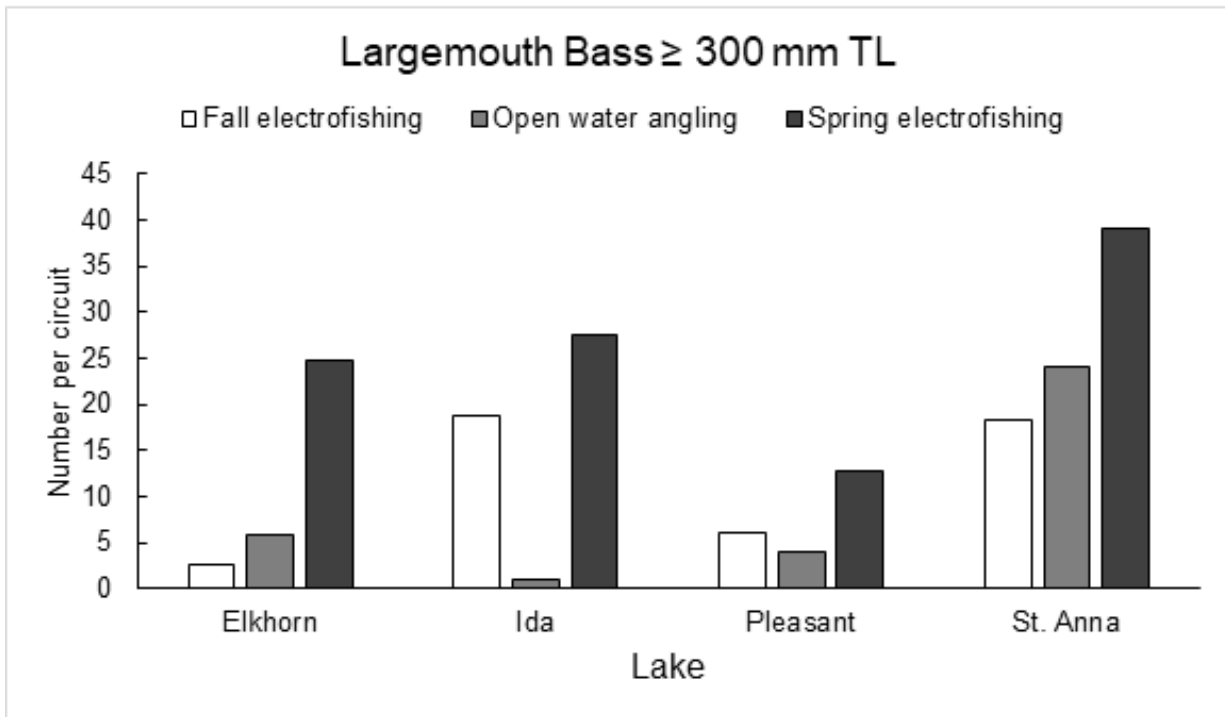 Largemouth Bass ≥ 300 mm TL
Fall electrofishing Open water angling Spring electrofishing
45
40
35
30
25
20
15
10
5
0
Number per circuit
Elkhorn Ida Pleasant St. Anna
Lake